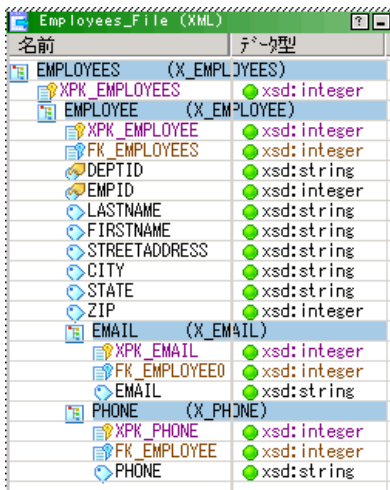 Employees_File (XML)
名前 データ型
EMPLOYEES (X_EMPLOYEES)
XPK_EMPLOYEES xsd:integer
EMPLOYEE (X_EMPLOYEE)
XPK_EMPLOYEE xsd:integer
FK_EMPLOYEES xsd:integer
DEPTID xsd:string
EMPID xsd:string
LASTNAME xsd:string
FIRSTNAME xsd:string
STREETADDRESS xsd:string
CITY xsd:string
STATE xsd:string
ZIP xsd:integer
EMAIL (X_EMAIL)
XPK_EMAIL xsd:integer
FK_EMPLOYEE0 xsd:integer
EMAIL xsd:string
PHONE (X_PHONE)
XPK_PHONE xsd:integer
FK_EMPLOYEE xsd:integer
PHONE xsd:string